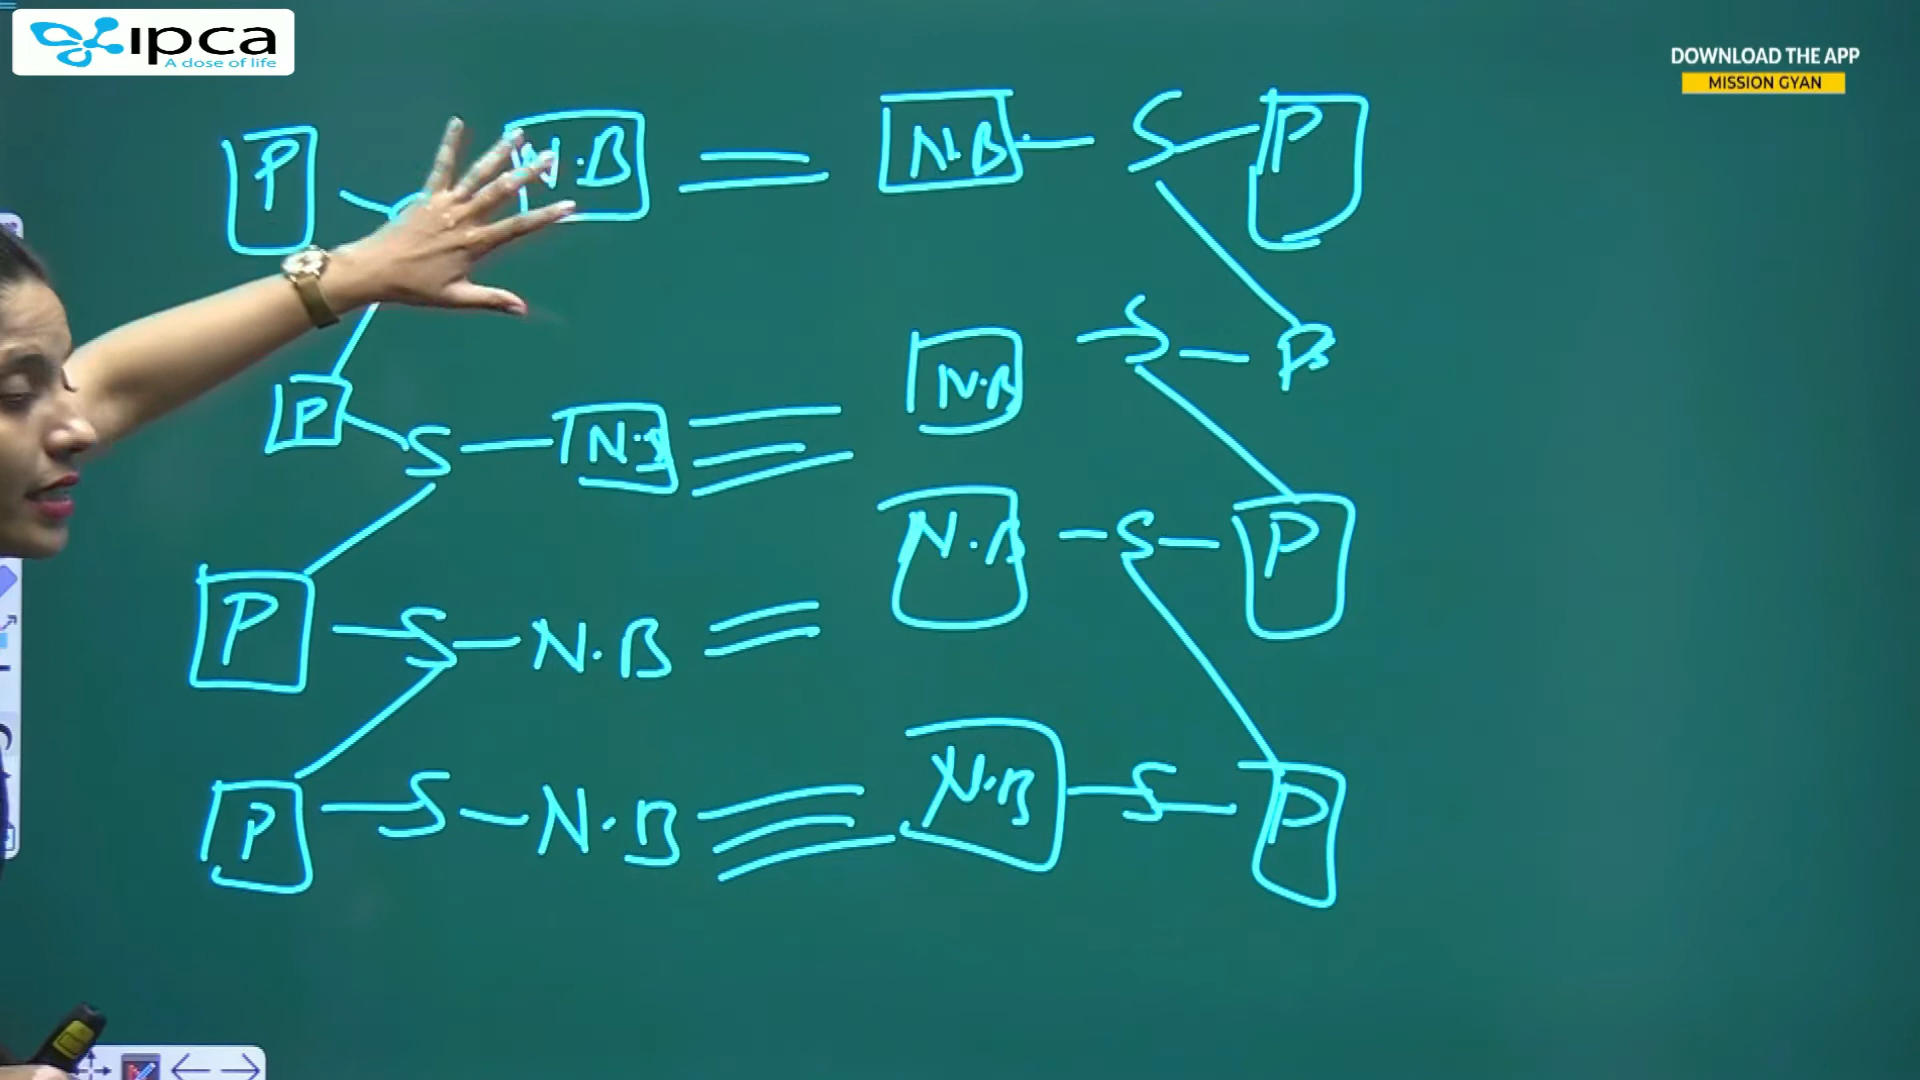 ipca
A dose of life
DOWNLOAD THE APP
MISSION GYAN
P N.B N.B S P
P S N.B N.B S P
P S N.B N.B S P
P S N.B N.B S P